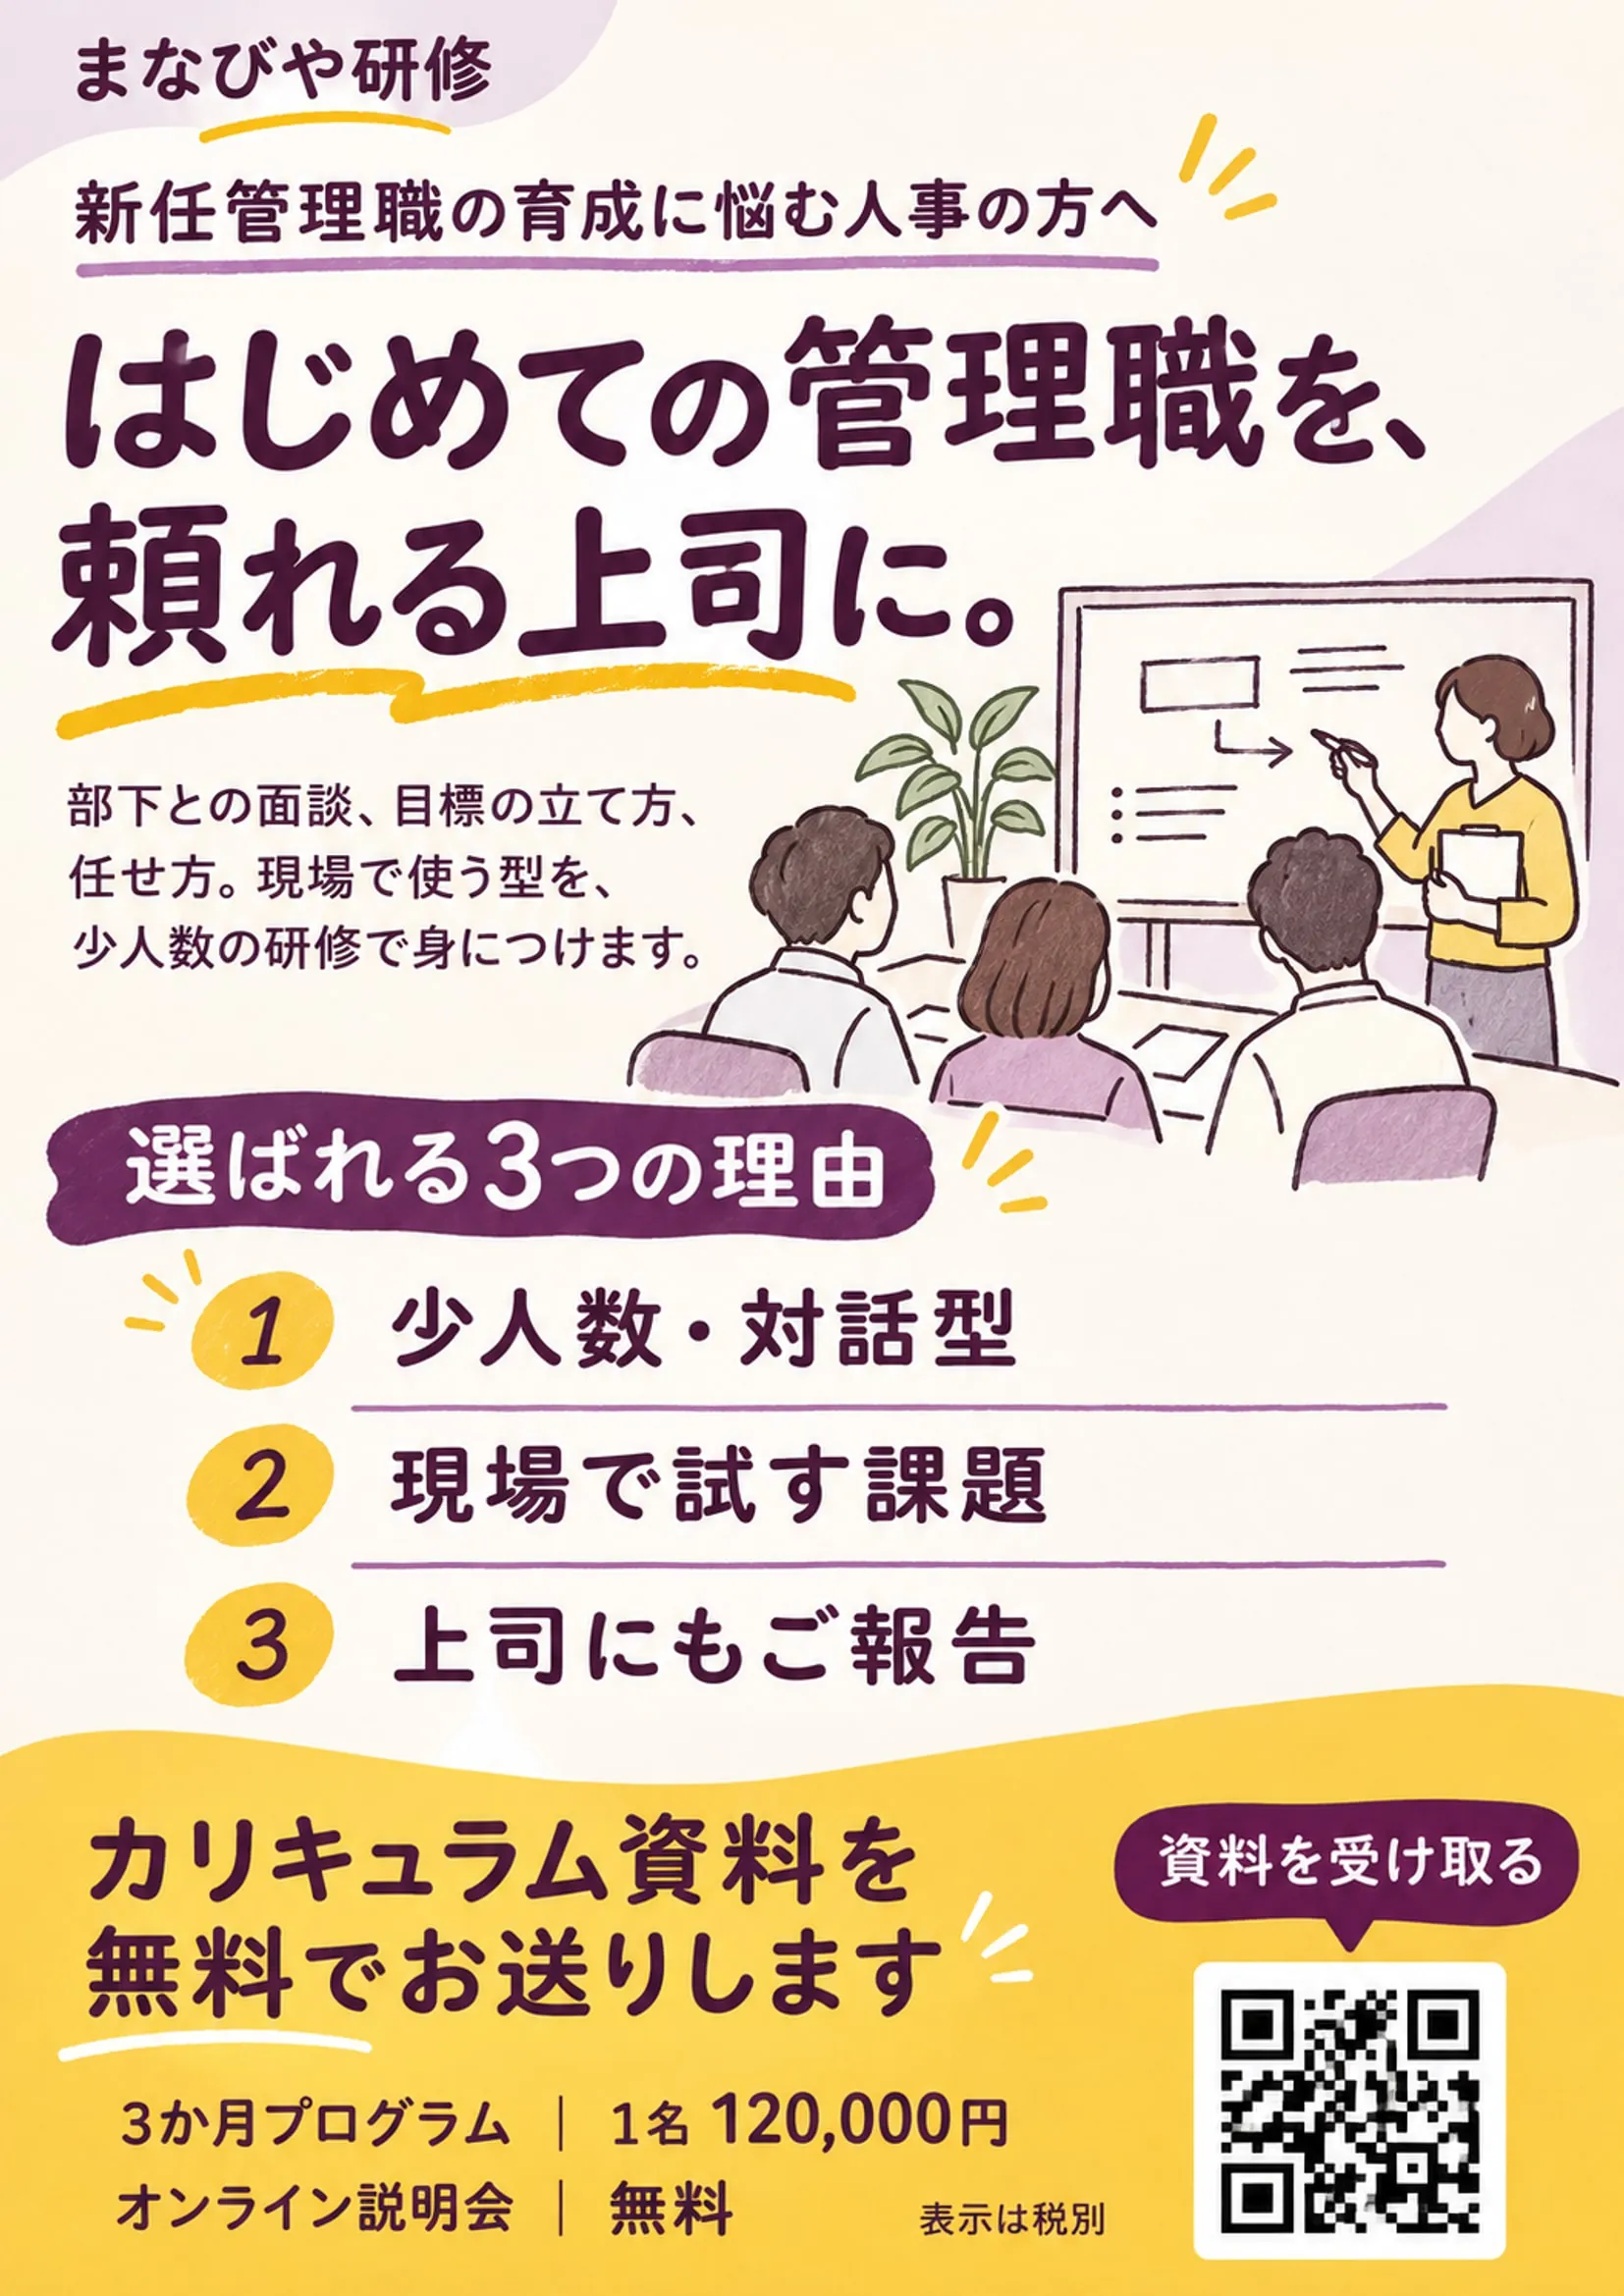 まなびや研修
新任管理職の育成に悩む人事の方へ
はじめての管理職を、
頼れる上司に。
部下との面談、目標の立て方、
任せ方。現場で使う型を、
少人数の研修で身につけます。
選ばれる3つの理由
1 少人数・対話型
2 現場で試す課題
3 上司にもご報告
カリキュラム資料を
無料でお送りします
資料を受け取る
3か月プログラム | 1名 120,000円
オンライン説明会 | 無料
表示は税別